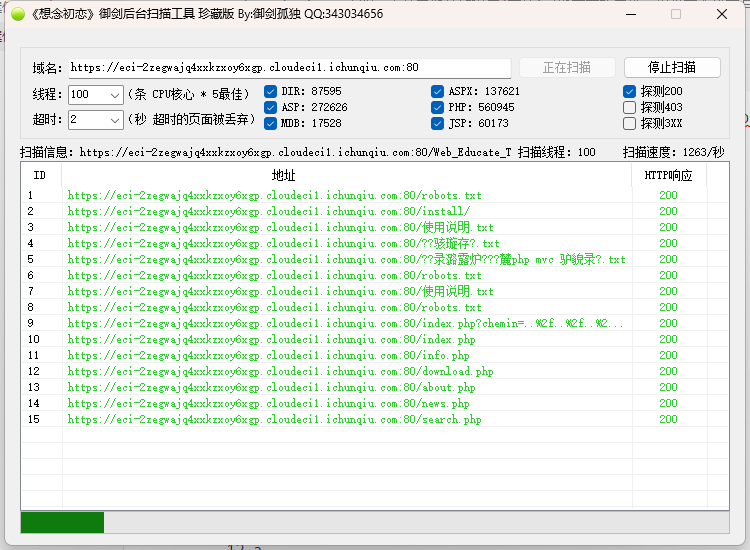 《想念初恋》御剑后台扫描工具 珍藏版 By:御剑孤独 QQ:343034656
域名: https://eci-2zegwajq4xxkzxoy6xgp.cloudeci1.ichunqiu.com:80 正在扫描 停止扫描
线程: 100 (条 CPU核心 * 5最佳) DIR: 87595 ASPX: 137621 探测200
ASP: 272626 PHP: 560945 探测403
超时: 2 (秒 超时的页面被丢弃) MDB: 17528 JSP: 60173 探测3XX
扫描信息: https://eci-2zegwajq4xxkzxoy6xgp.cloudeci1.ichunqiu.com:80/Web_Educate_T 扫描线程: 100 扫描速度: 1263/秒
ID 地址 HTTP响应
1 https://eci-2zegwajq4xxkzxoy6xgp.cloudeci1.ichunqiu.com:80/robots.txt 200
2 https://eci-2zegwajq4xxkzxoy6xgp.cloudeci1.ichunqiu.com:80/install/ 200
3 https://eci-2zegwajq4xxkzxoy6xgp.cloudeci1.ichunqiu.com:80/使用说明.txt 200
4 https://eci-2zegwajq4xxkzxoy6xgp.cloudeci1.ichunqiu.com:80/??骇璇存?.txt 200
5 https://eci-2zegwajq4xxkzxoy6xgp.cloudeci1.ichunqiu.com:80/??录潞露炉???麓php mvc 驴貌录?.txt 200
6 https://eci-2zegwajq4xxkzxoy6xgp.cloudeci1.ichunqiu.com:80/robots.txt 200
7 https://eci-2zegwajq4xxkzxoy6xgp.cloudeci1.ichunqiu.com:80/使用说明.txt 200
8 https://eci-2zegwajq4xxkzxoy6xgp.cloudeci1.ichunqiu.com:80/robots.txt 200
9 https://eci-2zegwajq4xxkzxoy6xgp.cloudeci1.ichunqiu.com:80/index.php?chemin=..%2f..%2f..%2... 200
10 https://eci-2zegwajq4xxkzxoy6xgp.cloudeci1.ichunqiu.com:80/index.php 200
11 https://eci-2zegwajq4xxkzxoy6xgp.cloudeci1.ichunqiu.com:80/info.php 200
12 https://eci-2zegwajq4xxkzxoy6xgp.cloudeci1.ichunqiu.com:80/download.php 200
13 https://eci-2zegwajq4xxkzxoy6xgp.cloudeci1.ichunqiu.com:80/about.php 200
14 https://eci-2zegwajq4xxkzxoy6xgp.cloudeci1.ichunqiu.com:80/news.php 200
15 https://eci-2zegwajq4xxkzxoy6xgp.cloudeci1.ichunqiu.com:80/search.php 200